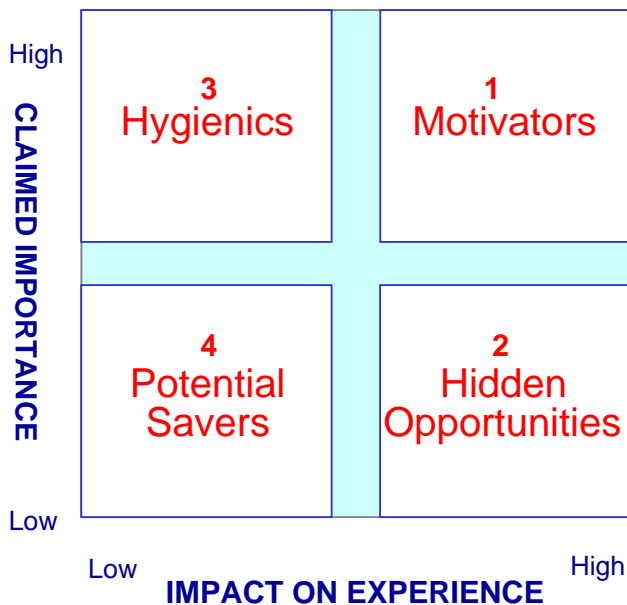 High
3
Hygienics
1
Motivators
CLAIMED IMPORTANCE
4
Potential
Savers
2
Hidden
Opportunities
Low
Low
High
IMPACT ON EXPERIENCE